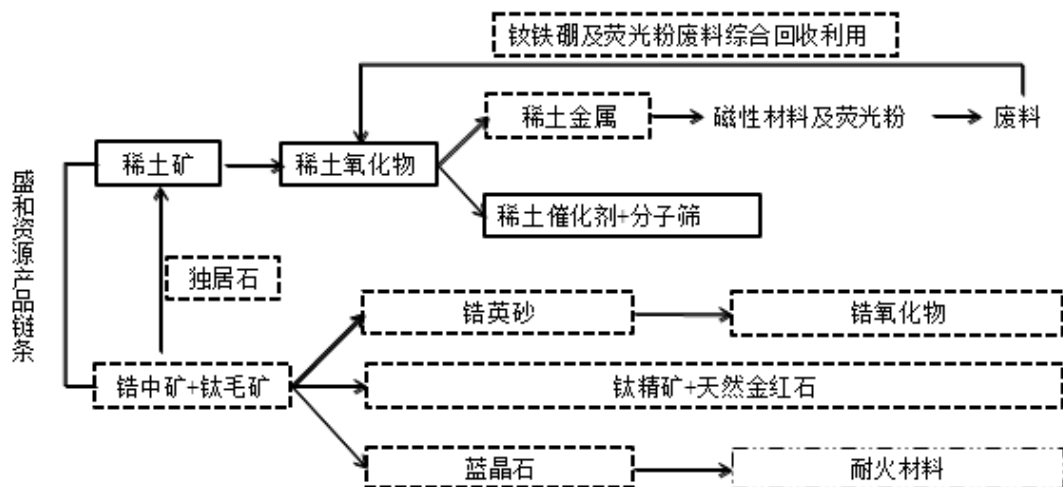 钕铁硼及荧光粉废料综合回收利用
稀土金属
磁性材料及荧光粉
废料
稀土矿
稀土氧化物
稀土催化剂+分子筛
盛和资源产品链条
独居石
锆英砂
锆氧化物
锆中矿+钛毛矿
钛精矿+天然金红石
蓝晶石
耐火材料